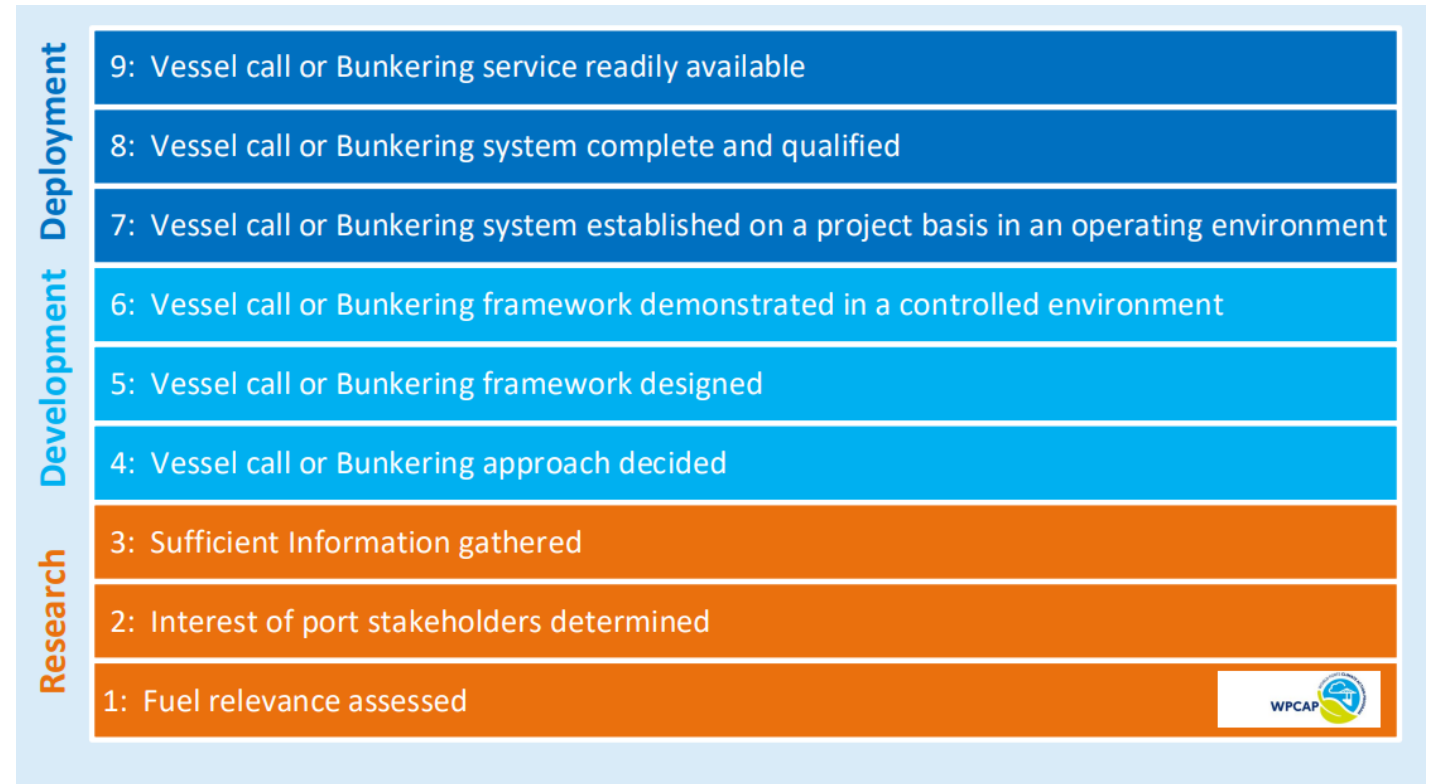 Deployment
9: Vessel call or Bunkering service readily available
8: Vessel call or Bunkering system complete and qualified
7: Vessel call or Bunkering system established on a project basis in an operating environment
Development
6: Vessel call or Bunkering framework demonstrated in a controlled environment
5: Vessel call or Bunkering framework designed
4: Vessel call or Bunkering approach decided
Research
3: Sufficient Information gathered
2: Interest of port stakeholders determined
1: Fuel relevance assessed
WPCAP